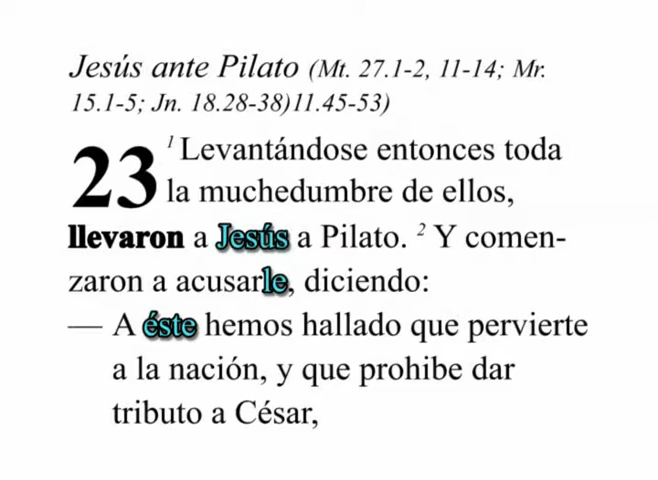 Jesús ante Pilato (Mt. 27.1-2, 11-14; Mr.
15.1-5; Jn. 18.28-38)11.45-53)
23 1 Levantándose entonces toda
la muchedumbre de ellos,
llevaron a Jesús a Pilato. 2 Y comen-
zaron a acusarle, diciendo:
— A éste hemos hallado que pervierte
a la nación, y que prohibe dar
tributo a César,